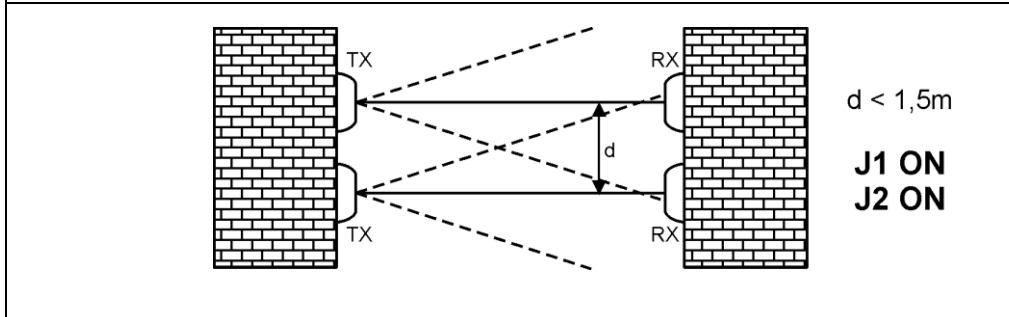 TX
RX
d < 1,5m
d
J1 ON
J2 ON
TX
RX